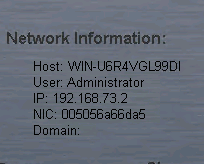 Network Information:
Host: WIN-U6R4VGL99DI
User: Administrator
IP: 192.168.73.2
NIC: 005056a66da5
Domain: